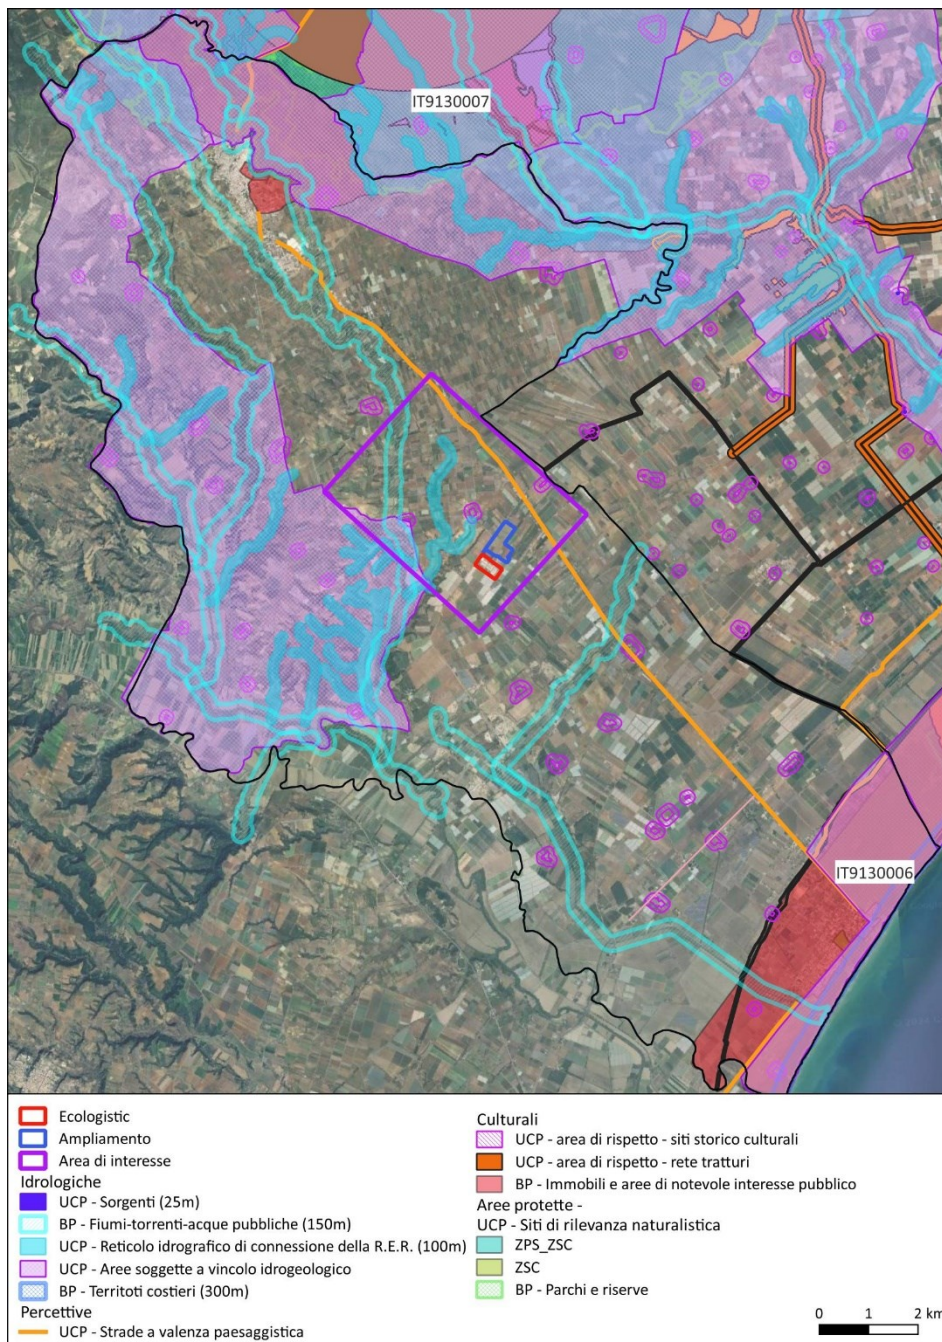 IT9130007
IT9130006
Ecologistic
Ampliamento
Area di interesse
Idrologiche
UCP - Sorgenti (25m)
BP - Fiumi-torrenti-acque pubbliche (150m)
UCP - Reticolo idrografico di connessione della R.E.R. (100m)
UCP - Aree soggette a vincolo idrogeologico
BP - Territoti costieri (300m)
Percettive
UCP - Strade a valenza paesaggistica
Culturali
UCP - area di rispetto - siti storico culturali
UCP - area di rispetto - rete tratturi
BP - Immobili e aree di notevole interesse pubblico
Aree protette -
UCP - Siti di rilevanza naturalistica
ZPS_ZSC
ZSC
BP - Parchi e riserve
0 1 2 km